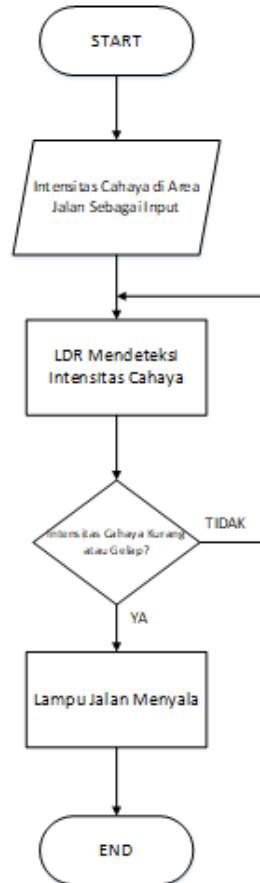 START
Intensitas Cahaya di Area
Jalan Sebagai Input
LDR Mendeteksi
Intensitas Cahaya
Intensitas Cahaya Kurang
atau Gelap?
TIDAK
YA
Lampu Jalan Menyala
END